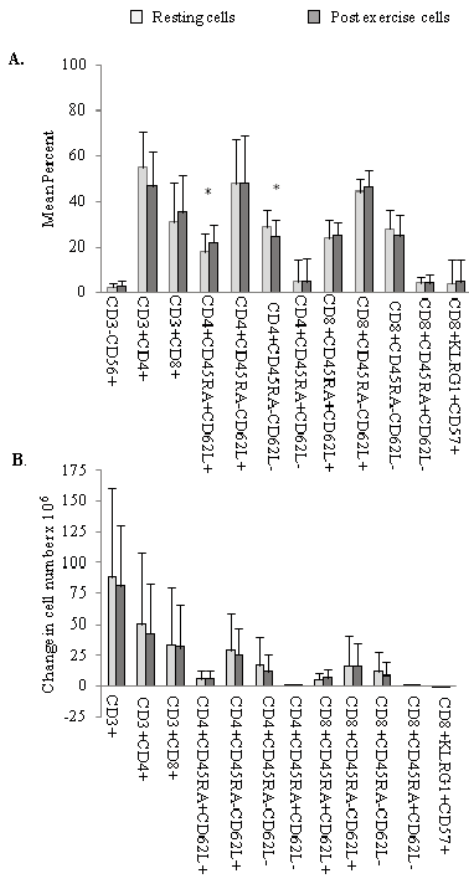 Resting cells Post exercise cells
A.
Mean Percent
100
80
60
40
20
0
*
*
CD3-CD56+
CD3+CD4+
CD3+CD8+
CD4+CD45RA+CD62L+
CD4+CD45RA-CD62L+
CD4+CD45RA-CD62L-
CD4+CD45RA+CD62L-
CD8+CD45RA+CD62L+
CD8+CD45RA-CD62L+
CD8+CD45RA-CD62L-
CD8+CD45RA+CD62L-
CD8+KLRG1+CD57+
B.
Change in cell number x 10⁶
175
150
125
100
75
50
25
0
-25
CD3+
CD3+CD4+
CD3+CD8+
CD4+CD45RA+CD62L+
CD4+CD45RA-CD62L+
CD4+CD45RA-CD62L-
CD4+CD45RA+CD62L-
CD8+CD45RA+CD62L+
CD8+CD45RA-CD62L+
CD8+CD45RA-CD62L-
CD8+CD45RA+CD62L-
CD8+KLRG1+CD57+